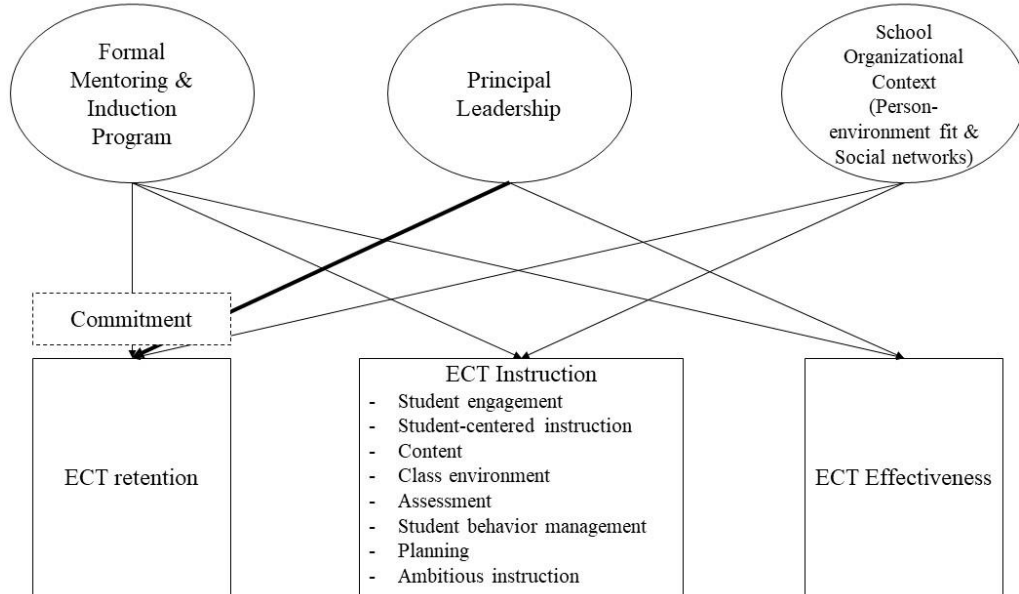 Formal
Mentoring &
Induction
Program
Principal
Leadership
School
Organizational
Context
(Person-
environment fit &
Social networks)
Commitment
ECT retention
ECT Instruction
- Student engagement
- Student-centered instruction
- Content
- Class environment
- Assessment
- Student behavior management
- Planning
- Ambitious instruction
ECT Effectiveness